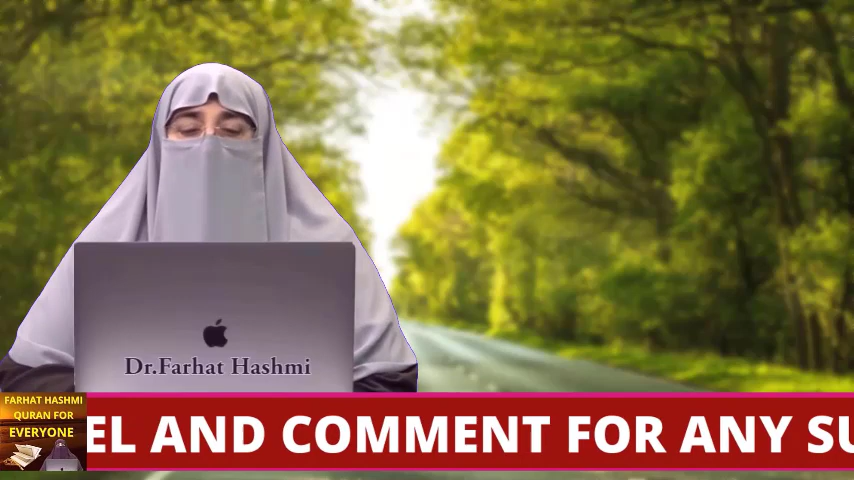 Dr.Farhat Hashmi
FARHAT HASHMI
QURAN FOR
EVERYONE
EL AND COMMENT FOR ANY SU